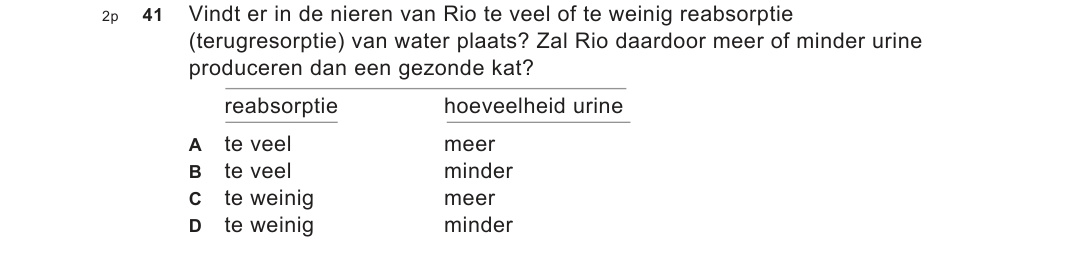 2p 41 Vindt er in de nieren van Rio te veel of te weinig reabsorptie
(terugresorptie) van water plaats? Zal Rio daardoor meer of minder urine
produceren dan een gezonde kat?
reabsorptie hoeveelheid urine
A te veel meer
B te veel minder
C te weinig meer
D te weinig minder